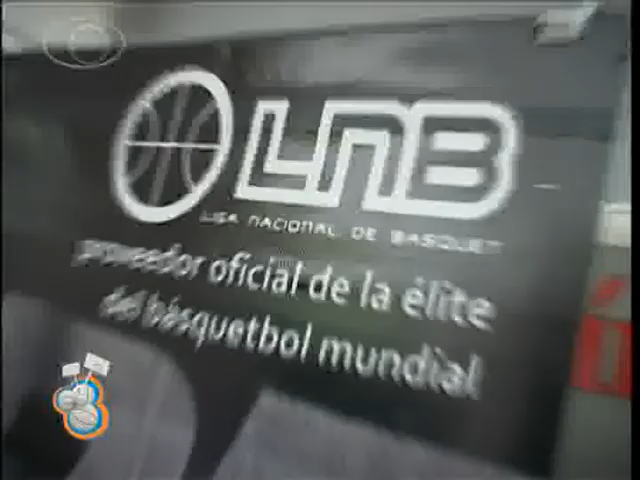 LNB
LIGA NACIONAL DE BASQUET
proveedor oficial de la élite
del básquetbol mundial